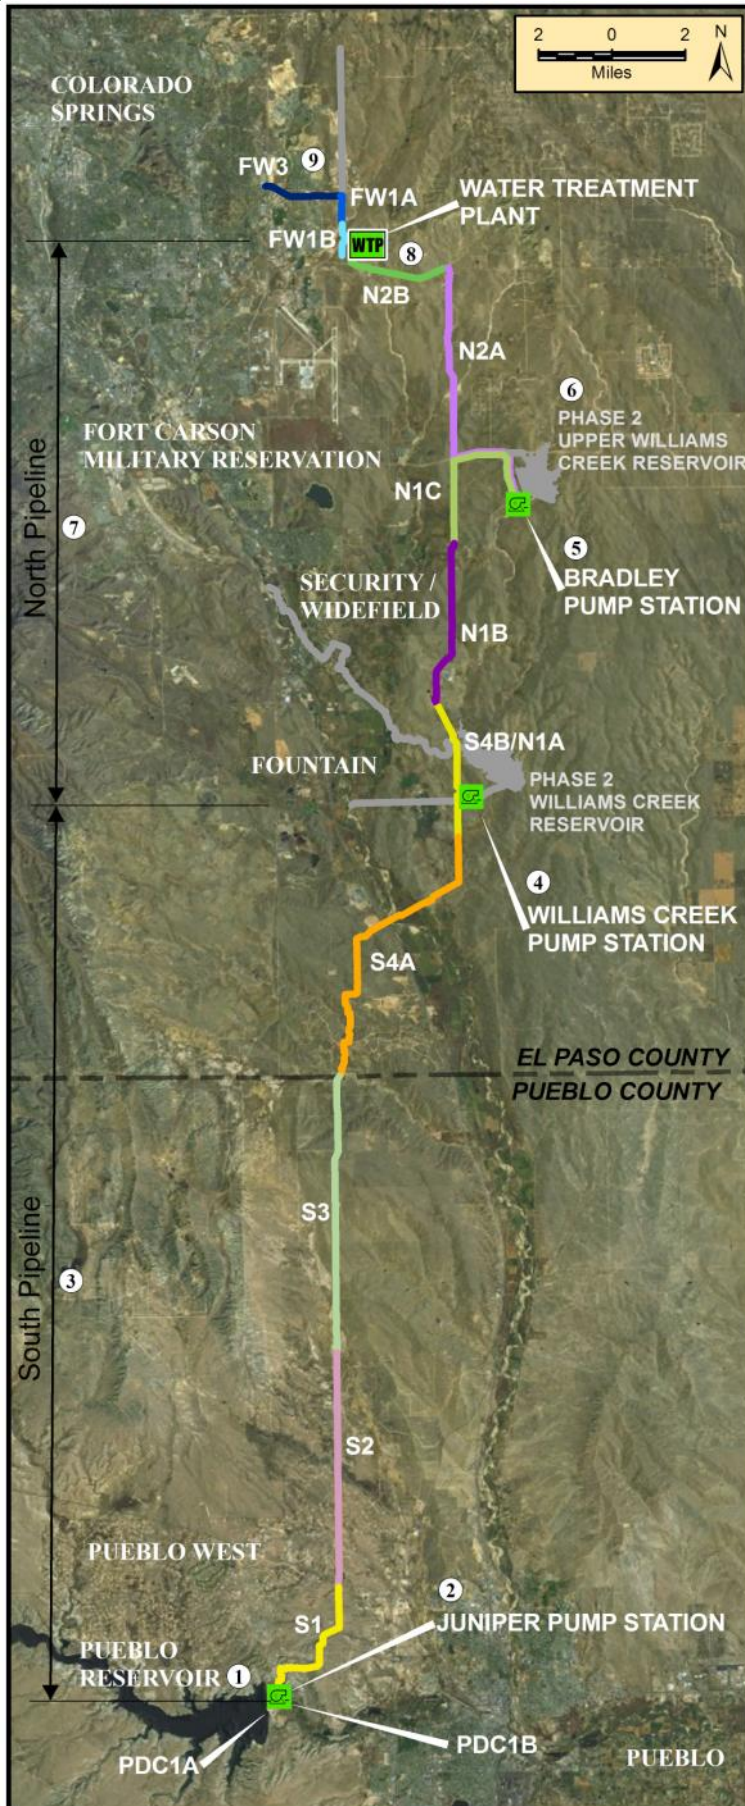 2 0 2 N
Miles
COLORADO
SPRINGS
FW3 9
FW1A
WATER TREATMENT
PLANT
FW1B
WTP
8
N2B
N2A
6
PHASE 2
UPPER WILLIAMS
CREEK RESERVOIR
FORT CARSON
MILITARY RESERVATION
N1C
7
North Pipeline
5
BRADLEY
PUMP STATION
SECURITY /
WIDEFIELD
N1B
S4B/N1A
FOUNTAIN
PHASE 2
WILLIAMS CREEK
RESERVOIR
4
WILLIAMS CREEK
PUMP STATION
S4A
EL PASO COUNTY
PUEBLO COUNTY
S3
3
South Pipeline
S2
PUEBLO WEST
2
JUNIPER PUMP STATION
S1
PUEBLO
RESERVOIR 1
PDC1A
PDC1B
PUEBLO